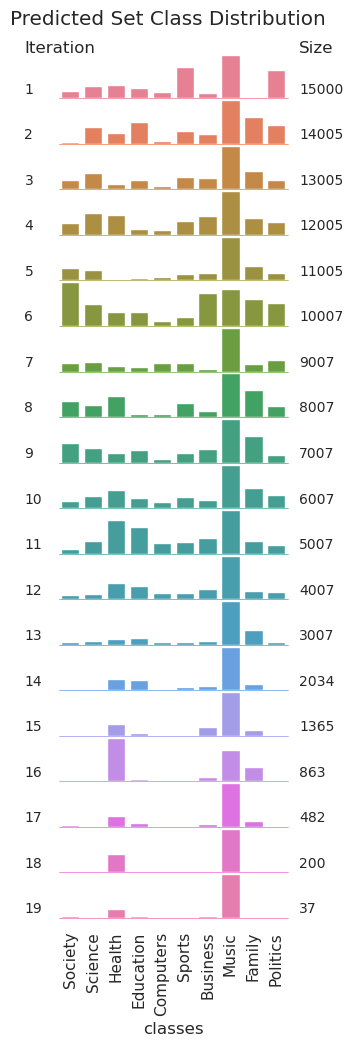 Predicted Set Class Distribution
Iteration Size
1 15000
2 14005
3 13005
4 12005
5 11005
6 10007
7 9007
8 8007
9 7007
10 6007
11 5007
12 4007
13 3007
14 2034
15 1365
16 863
17 482
18 200
19 37
Society
Science
Health
Education
Computers
Sports
Business
Music
Family
Politics
classes